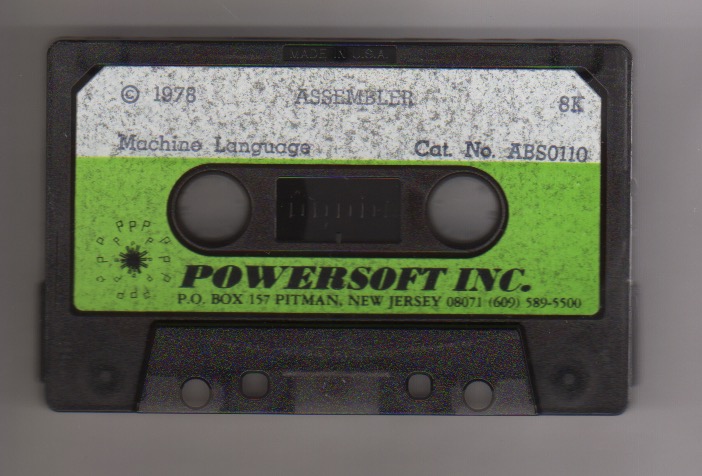 MADE IN U.S.A.
© 1978 ASSEMBLER 8K
Machine Language Cat. No. ABS0110
POWERSOFT INC.
P.O. BOX 157 PITMAN, NEW JERSEY 08071 (609) 589-5500